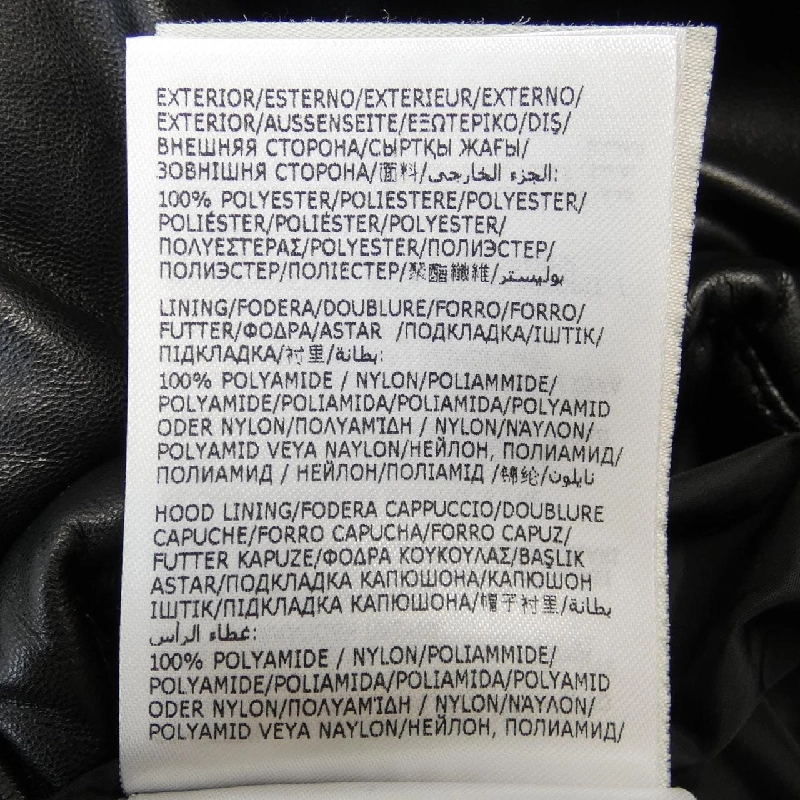 EXTERIOR/ESTERNO/EXTERIEUR/EXTERNO/
EXTERIOR/AUSSENSEITE/ΕΞΩΤΕΡΙΚΟ/DIŞ/
ВНЕШНЯЯ СТОРОНА/СЫРТҚЫ ЖАҒЫ/
ЗОВНІШНЯ СТОРОНА/面料/الجزء الخارجي:
100% POLYESTER/POLIESTERE/POLYESTER/
POLIÉSTER/POLIÉSTER/POLYESTER/
ΠΟΛΥΕΣΤΕΡΑΣ/POLYESTER/ПОЛИЭСТЕР/
ПОЛИЭСТЕР/ПОЛІЕСТЕР/聚酯纖維/بوليستر
LINING/FODERA/DOUBLURE/FORRO/FORRO/
FUTTER/ΦΟΔΡΑ/ASTAR /ПОДКЛАДКА/ІШТІК/
ПІДКЛАДКА/衬里/بطانة:
100% POLYAMIDE / NYLON/POLIAMMIDE/
POLYAMIDE/POLIAMIDA/POLIAMIDA/POLYAMID
ODER NYLON/ΠΟΛΥΑΜΊΔΗ / NYLON/ΝΆΥΛΟΝ/
POLYAMID VEYA NAYLON/НЕЙЛОН, ПОЛИАМИД/
ПОЛИАМИД / НЕЙЛОН/ПОЛІАМІД /锦纶/نايلون
HOOD LINING/FODERA CAPPUCCIO/DOUBLURE
CAPUCHE/FORRO CAPUCHA/FORRO CAPUZ/
FUTTER KAPUZE/ΦΟΔΡΑ ΚΟΥΚΟΥΛΑΣ/BAŞLIK
ASTAR/ПОДКЛАДКА КАПЮШОНА/КАПЮШОН
ІШТІК/ПІДКЛАДКА КАПЮШОНА/帽子衬里/بطانة
غطاء الرأس:
100% POLYAMIDE / NYLON/POLIAMMIDE/
POLYAMIDE/POLIAMIDA/POLIAMIDA/POLYAMID
ODER NYLON/ΠΟΛΥΑΜΊΔΗ / NYLON/ΝΆΥΛΟΝ/
POLYAMID VEYA NAYLON/НЕЙЛОН, ПОЛИАМИД/